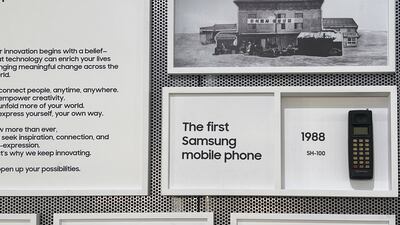 r innovation begins with a belief—
at technology can enrich your lives
nging meaningful change across the
rld.
connect people, anytime, anywhere.
empower creativity.
unfold more of your world.
express yourself, your own way.
w more than ever,
seek inspiration, connection, and
-expression.
t's why we keep innovating.
pen up your possibilities.
The first
Samsung
mobile phone
1988
SH-100